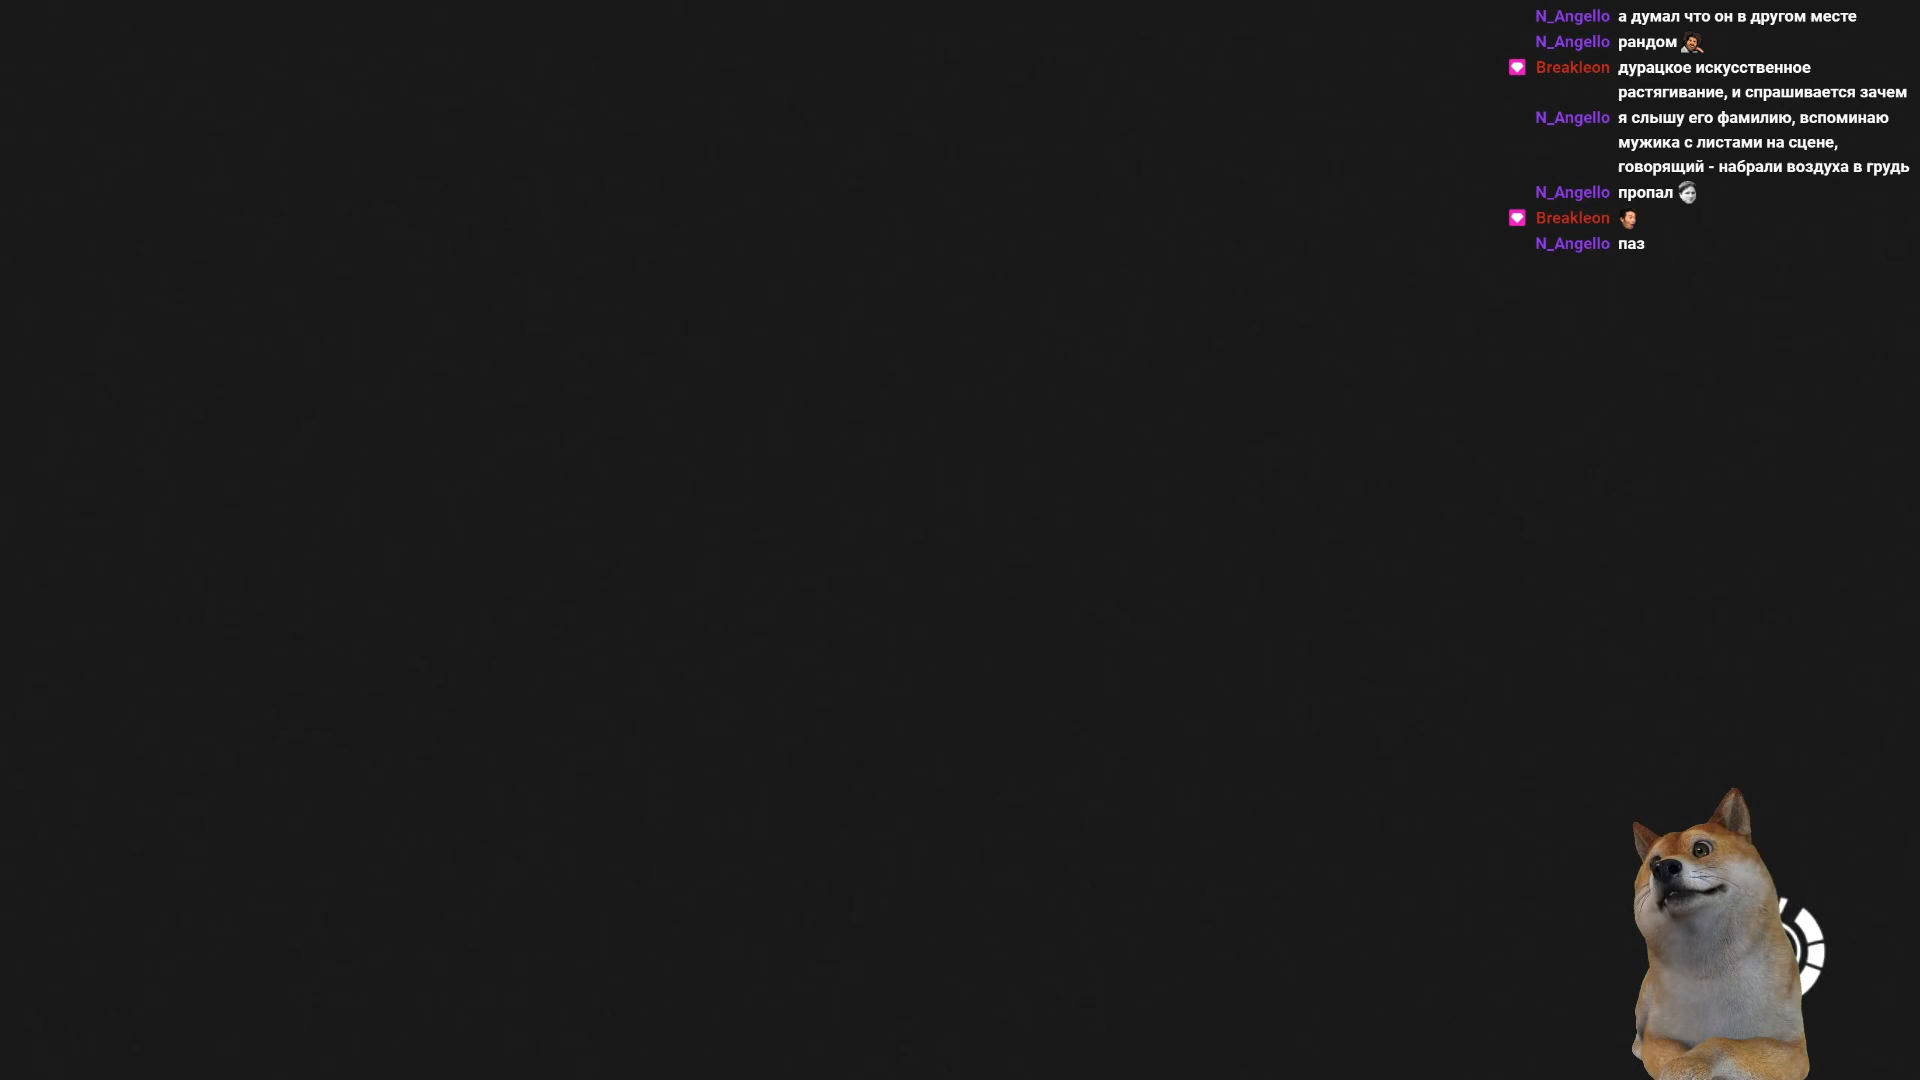 N_Angello а думал что он в другом месте
N_Angello рандом
Breakleon дурацкое искусственное
растягивание, и спрашивается зачем
N_Angello я слышу его фамилию, вспоминаю
мужика с листами на сцене,
говорящий - набрали воздуха в грудь
N_Angello пропал
Breakleon
N_Angello паз